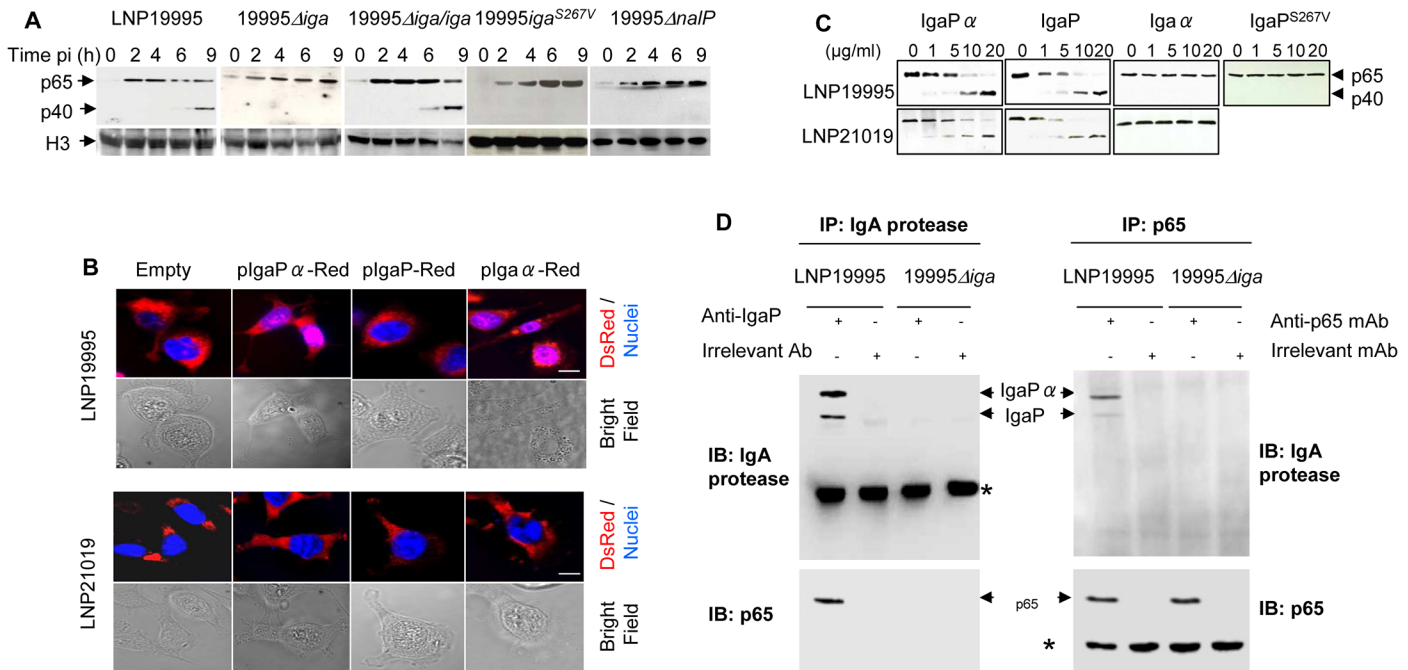 A
LNP19995 19995Δiga 19995Δiga/iga 19995iga^S267V 19995ΔnalP
Time pi (h) 0 2 4 6 9 0 2 4 6 9 0 2 4 6 9 0 2 4 6 9 0 2 4 6 9
p65
p40
H3
B
Empty pIgaPα-Red pIgaP-Red pIgaα-Red
LNP19995
DsRed / Nuclei
Bright Field
LNP21019
DsRed / Nuclei
Bright Field
C
IgaPα IgaP Igaα IgaP^S267V
(μg/ml) 0 1 5 10 20 0 1 5 10 20 0 1 5 10 20 0 1 5 10 20
LNP19995
p65
p40
LNP21019
D
IP: IgA protease IP: p65
LNP19995 19995Δiga LNP19995 19995Δiga
Anti-IgaP + - + - + - + - Anti-p65 mAb
Irrelevant Ab - + - + - + - + Irrelevant mAb
IgaPα
IgaP
IB: IgA protease
*
IB: IgA protease
IB: p65
p65
*
IB: p65